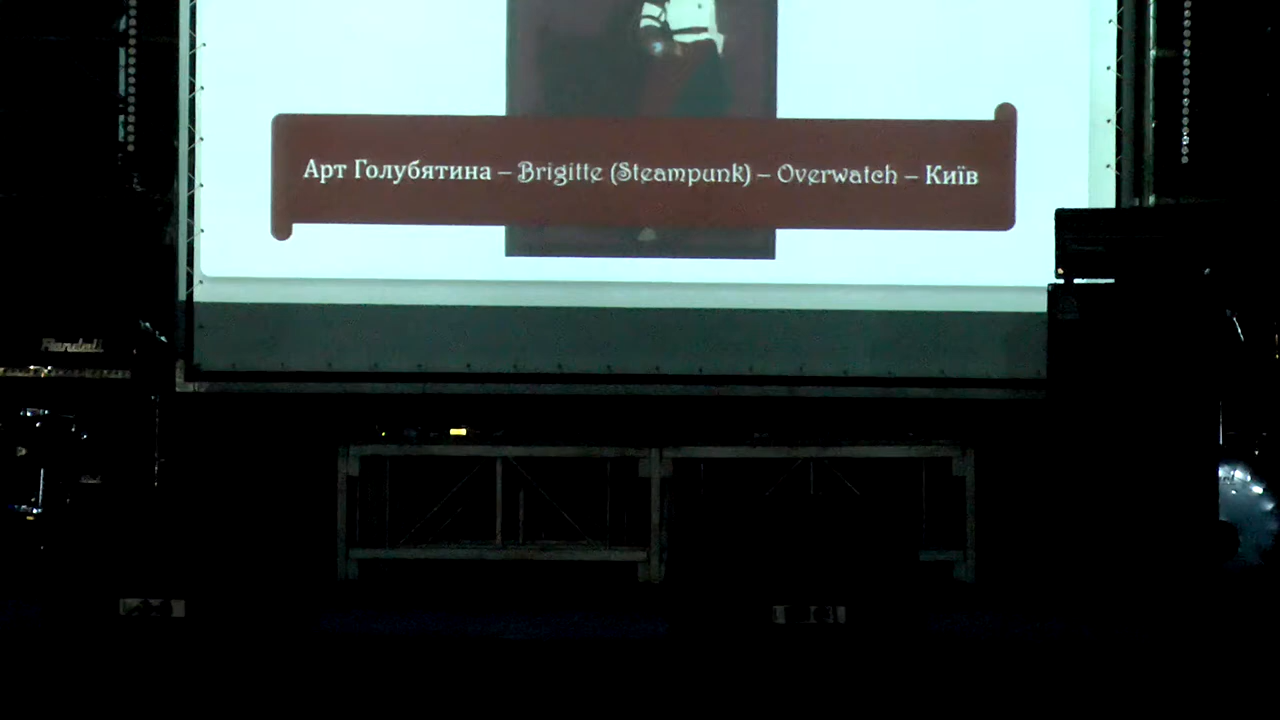 Арт Голубятина – Brigitte (Steampunk) – Overwatch – Київ
Randall